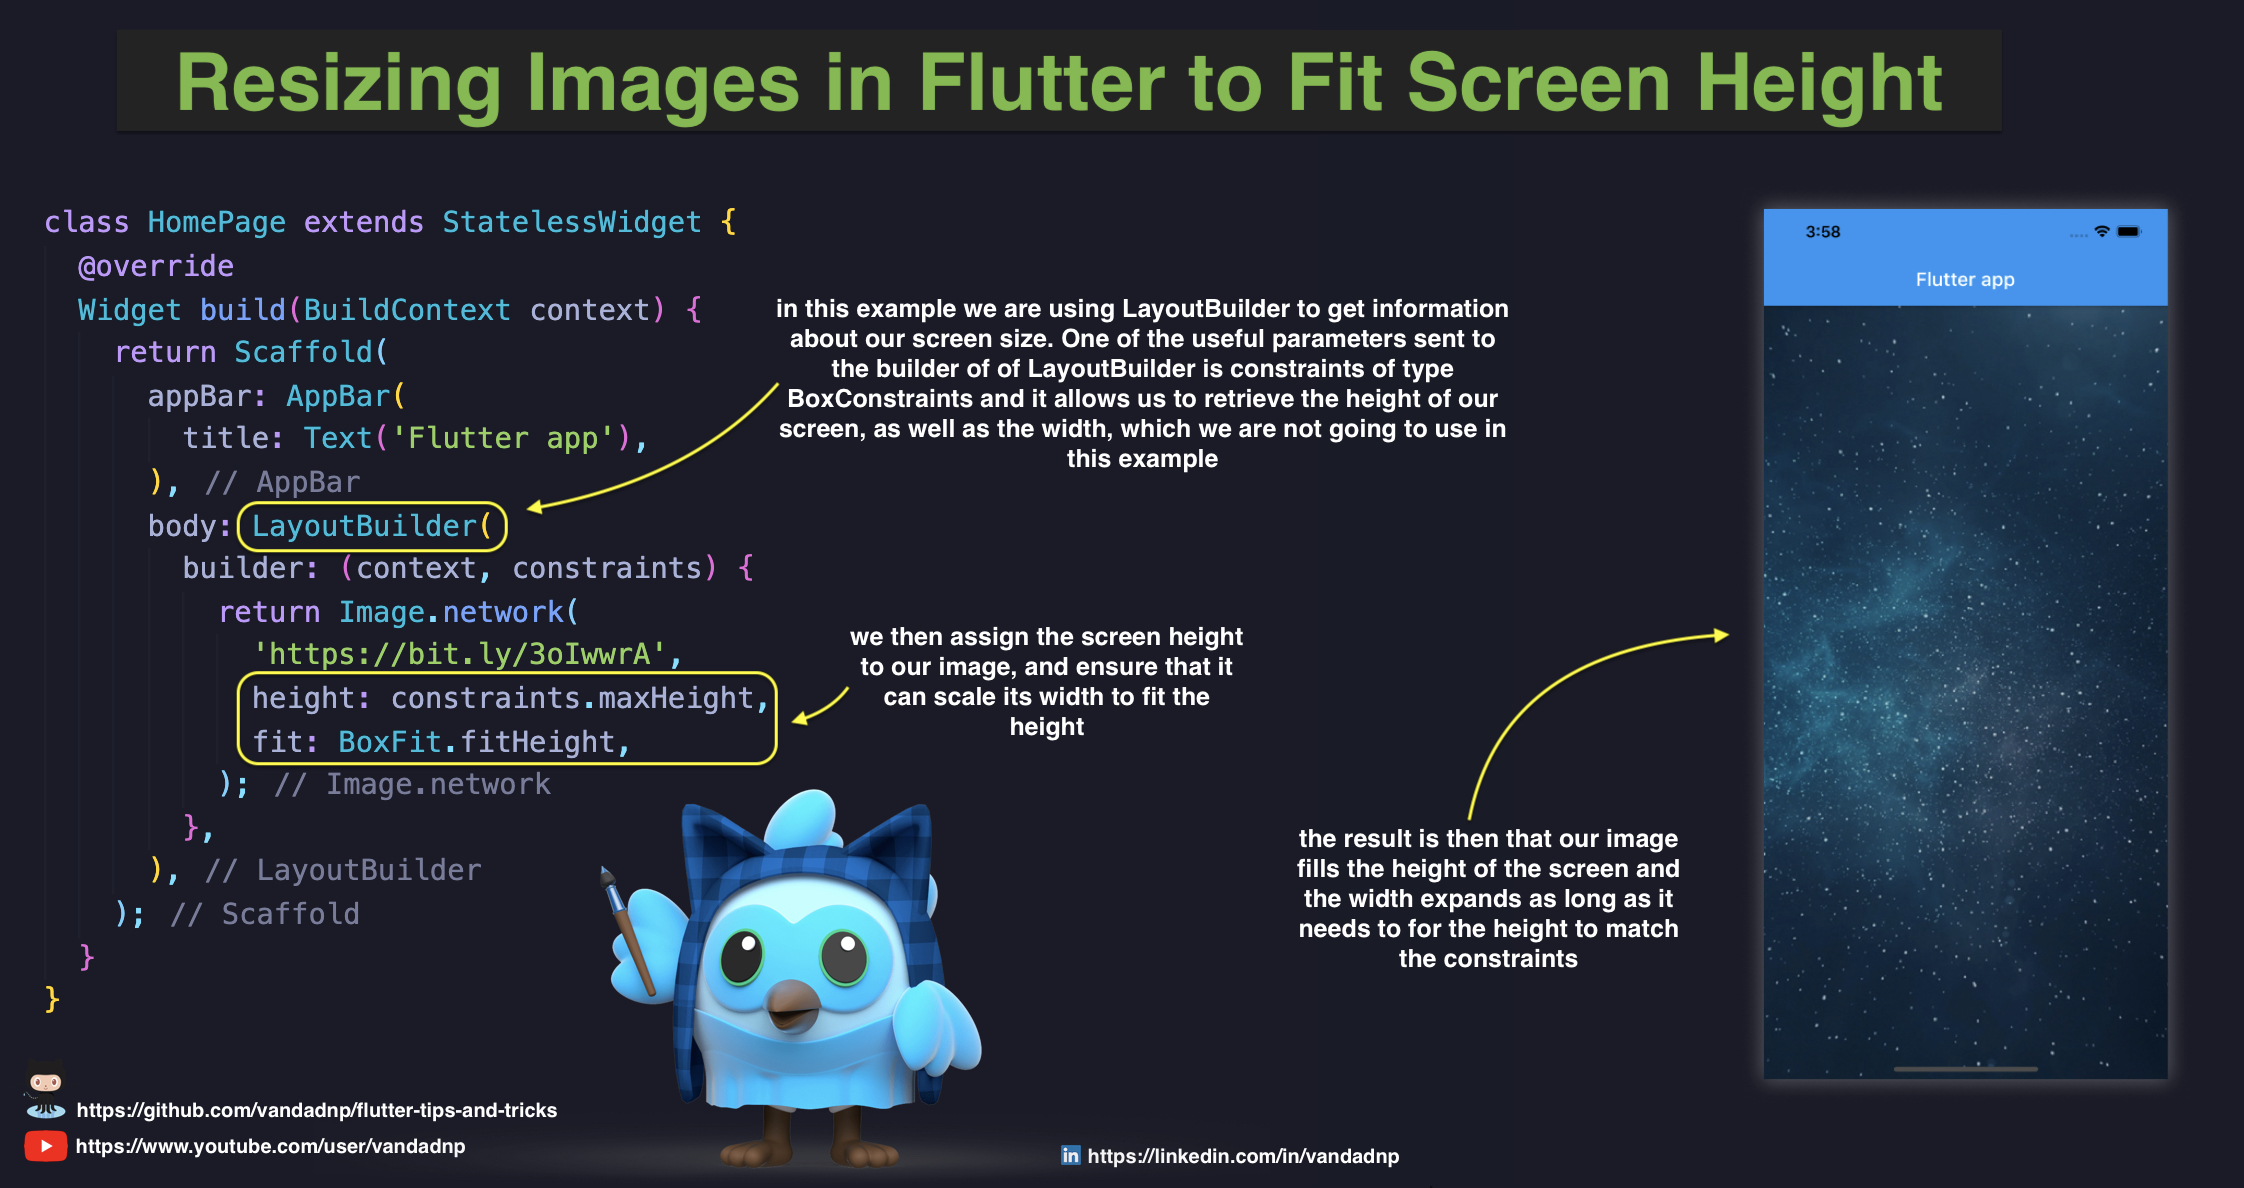 Resizing Images in Flutter to Fit Screen Height
class HomePage extends StatelessWidget {
@override
Widget build(BuildContext context) {
return Scaffold(
appBar: AppBar(
title: Text('Flutter app'),
), // AppBar
body: LayoutBuilder(
builder: (context, constraints) {
return Image.network(
'https://bit.ly/3oIwwrA',
height: constraints.maxHeight,
fit: BoxFit.fitHeight,
); // Image.network
},
), // LayoutBuilder
); // Scaffold
}
}
in this example we are using LayoutBuilder to get information
about our screen size. One of the useful parameters sent to
the builder of of LayoutBuilder is constraints of type
BoxConstraints and it allows us to retrieve the height of our
screen, as well as the width, which we are not going to use in
this example
we then assign the screen height
to our image, and ensure that it
can scale its width to fit the
height
the result is then that our image
fills the height of the screen and
the width expands as long as it
needs to for the height to match
the constraints
3:58
Flutter app
https://github.com/vandadnp/flutter-tips-and-tricks
https://www.youtube.com/user/vandadnp
in https://linkedin.com/in/vandadnp